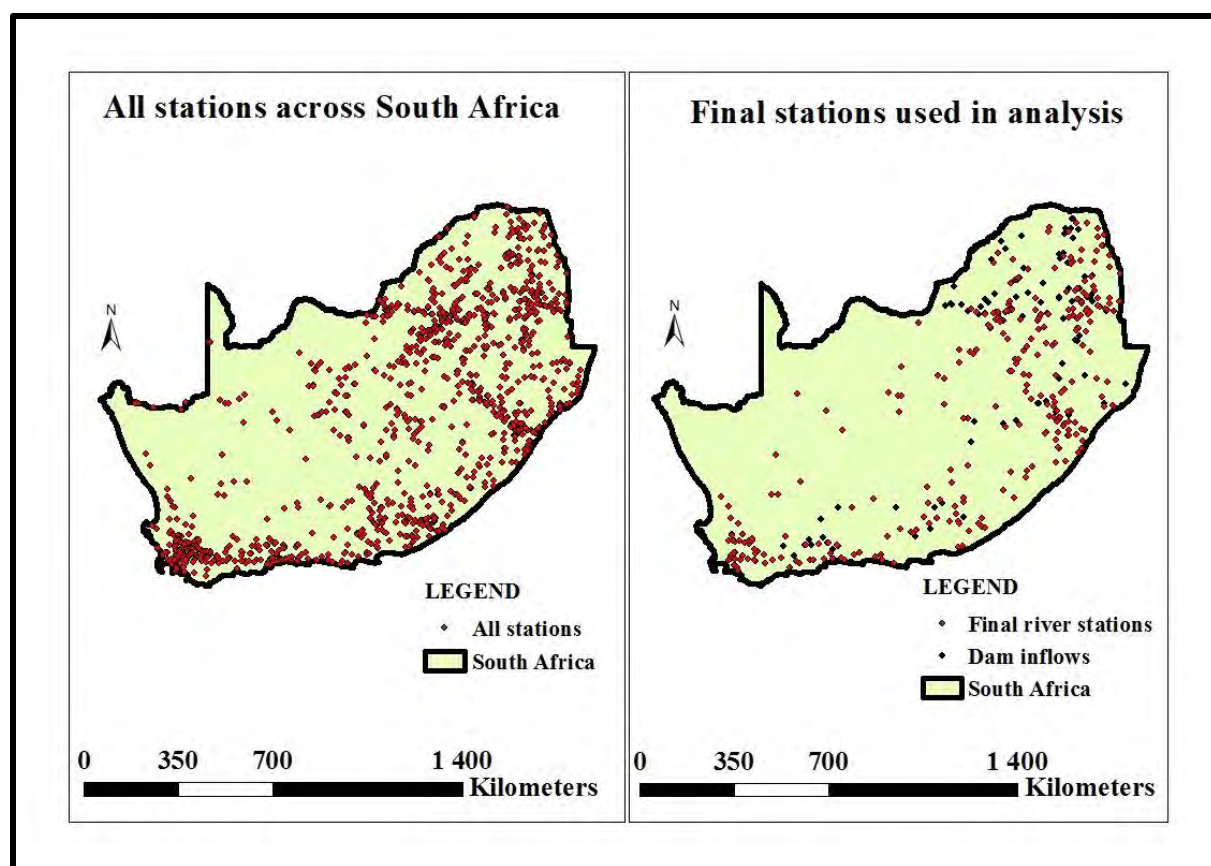 All stations across South Africa
N
LEGEND
All stations
South Africa
0 350 700 1 400
Kilometers
Final stations used in analysis
N
LEGEND
Final river stations
Dam inflows
South Africa
0 350 700 1 400
Kilometers